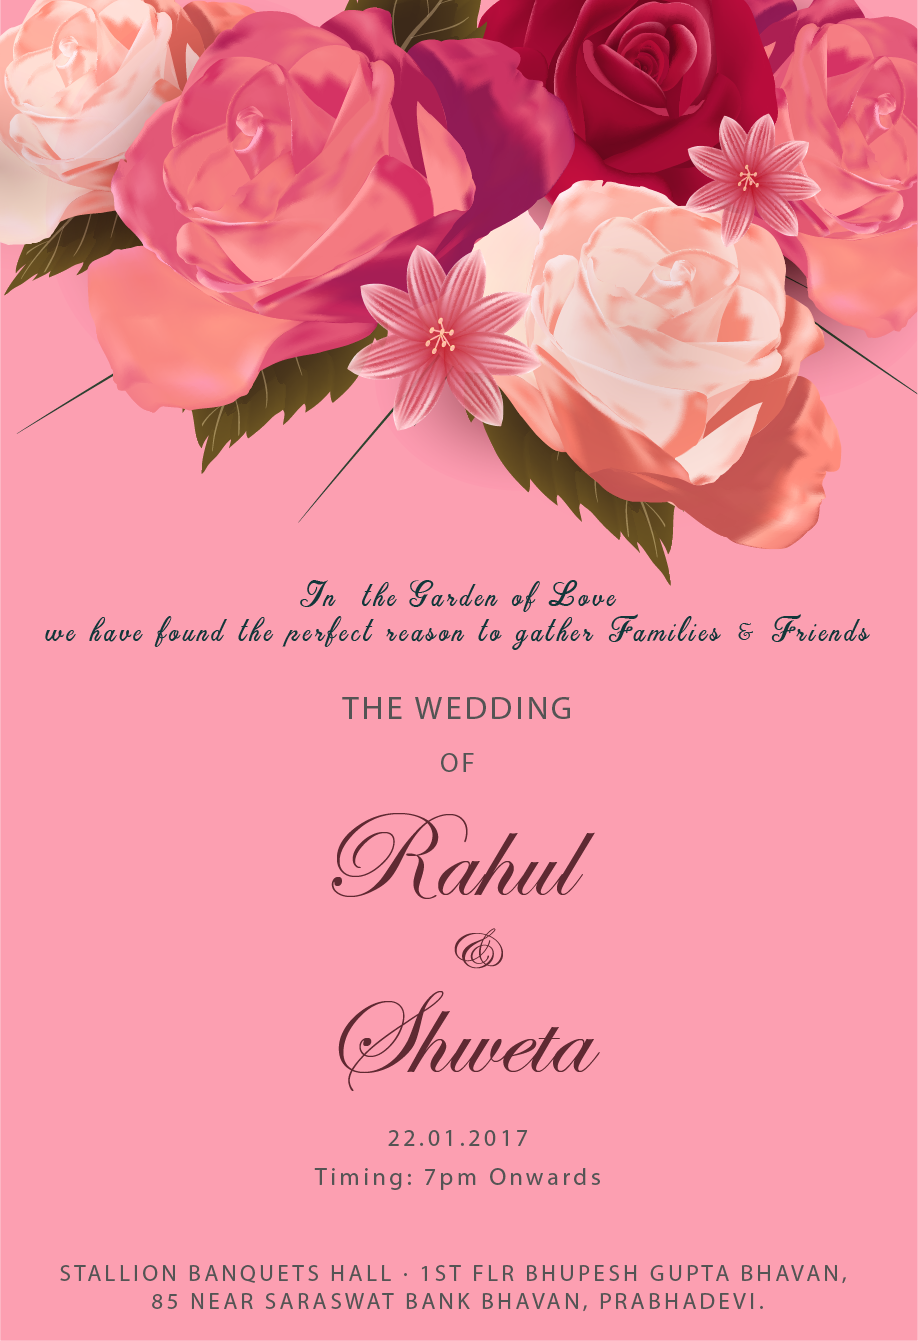 In the Garden of Love
we have found the perfect reason to gather Families & Friends
THE WEDDING
OF
Rahul
&
Shweta
22.01.2017
Timing: 7pm Onwards
STALLION BANQUETS HALL · 1ST FLR BHUPESH GUPTA BHAVAN,
85 NEAR SARASWAT BANK BHAVAN, PRABHADEVI.